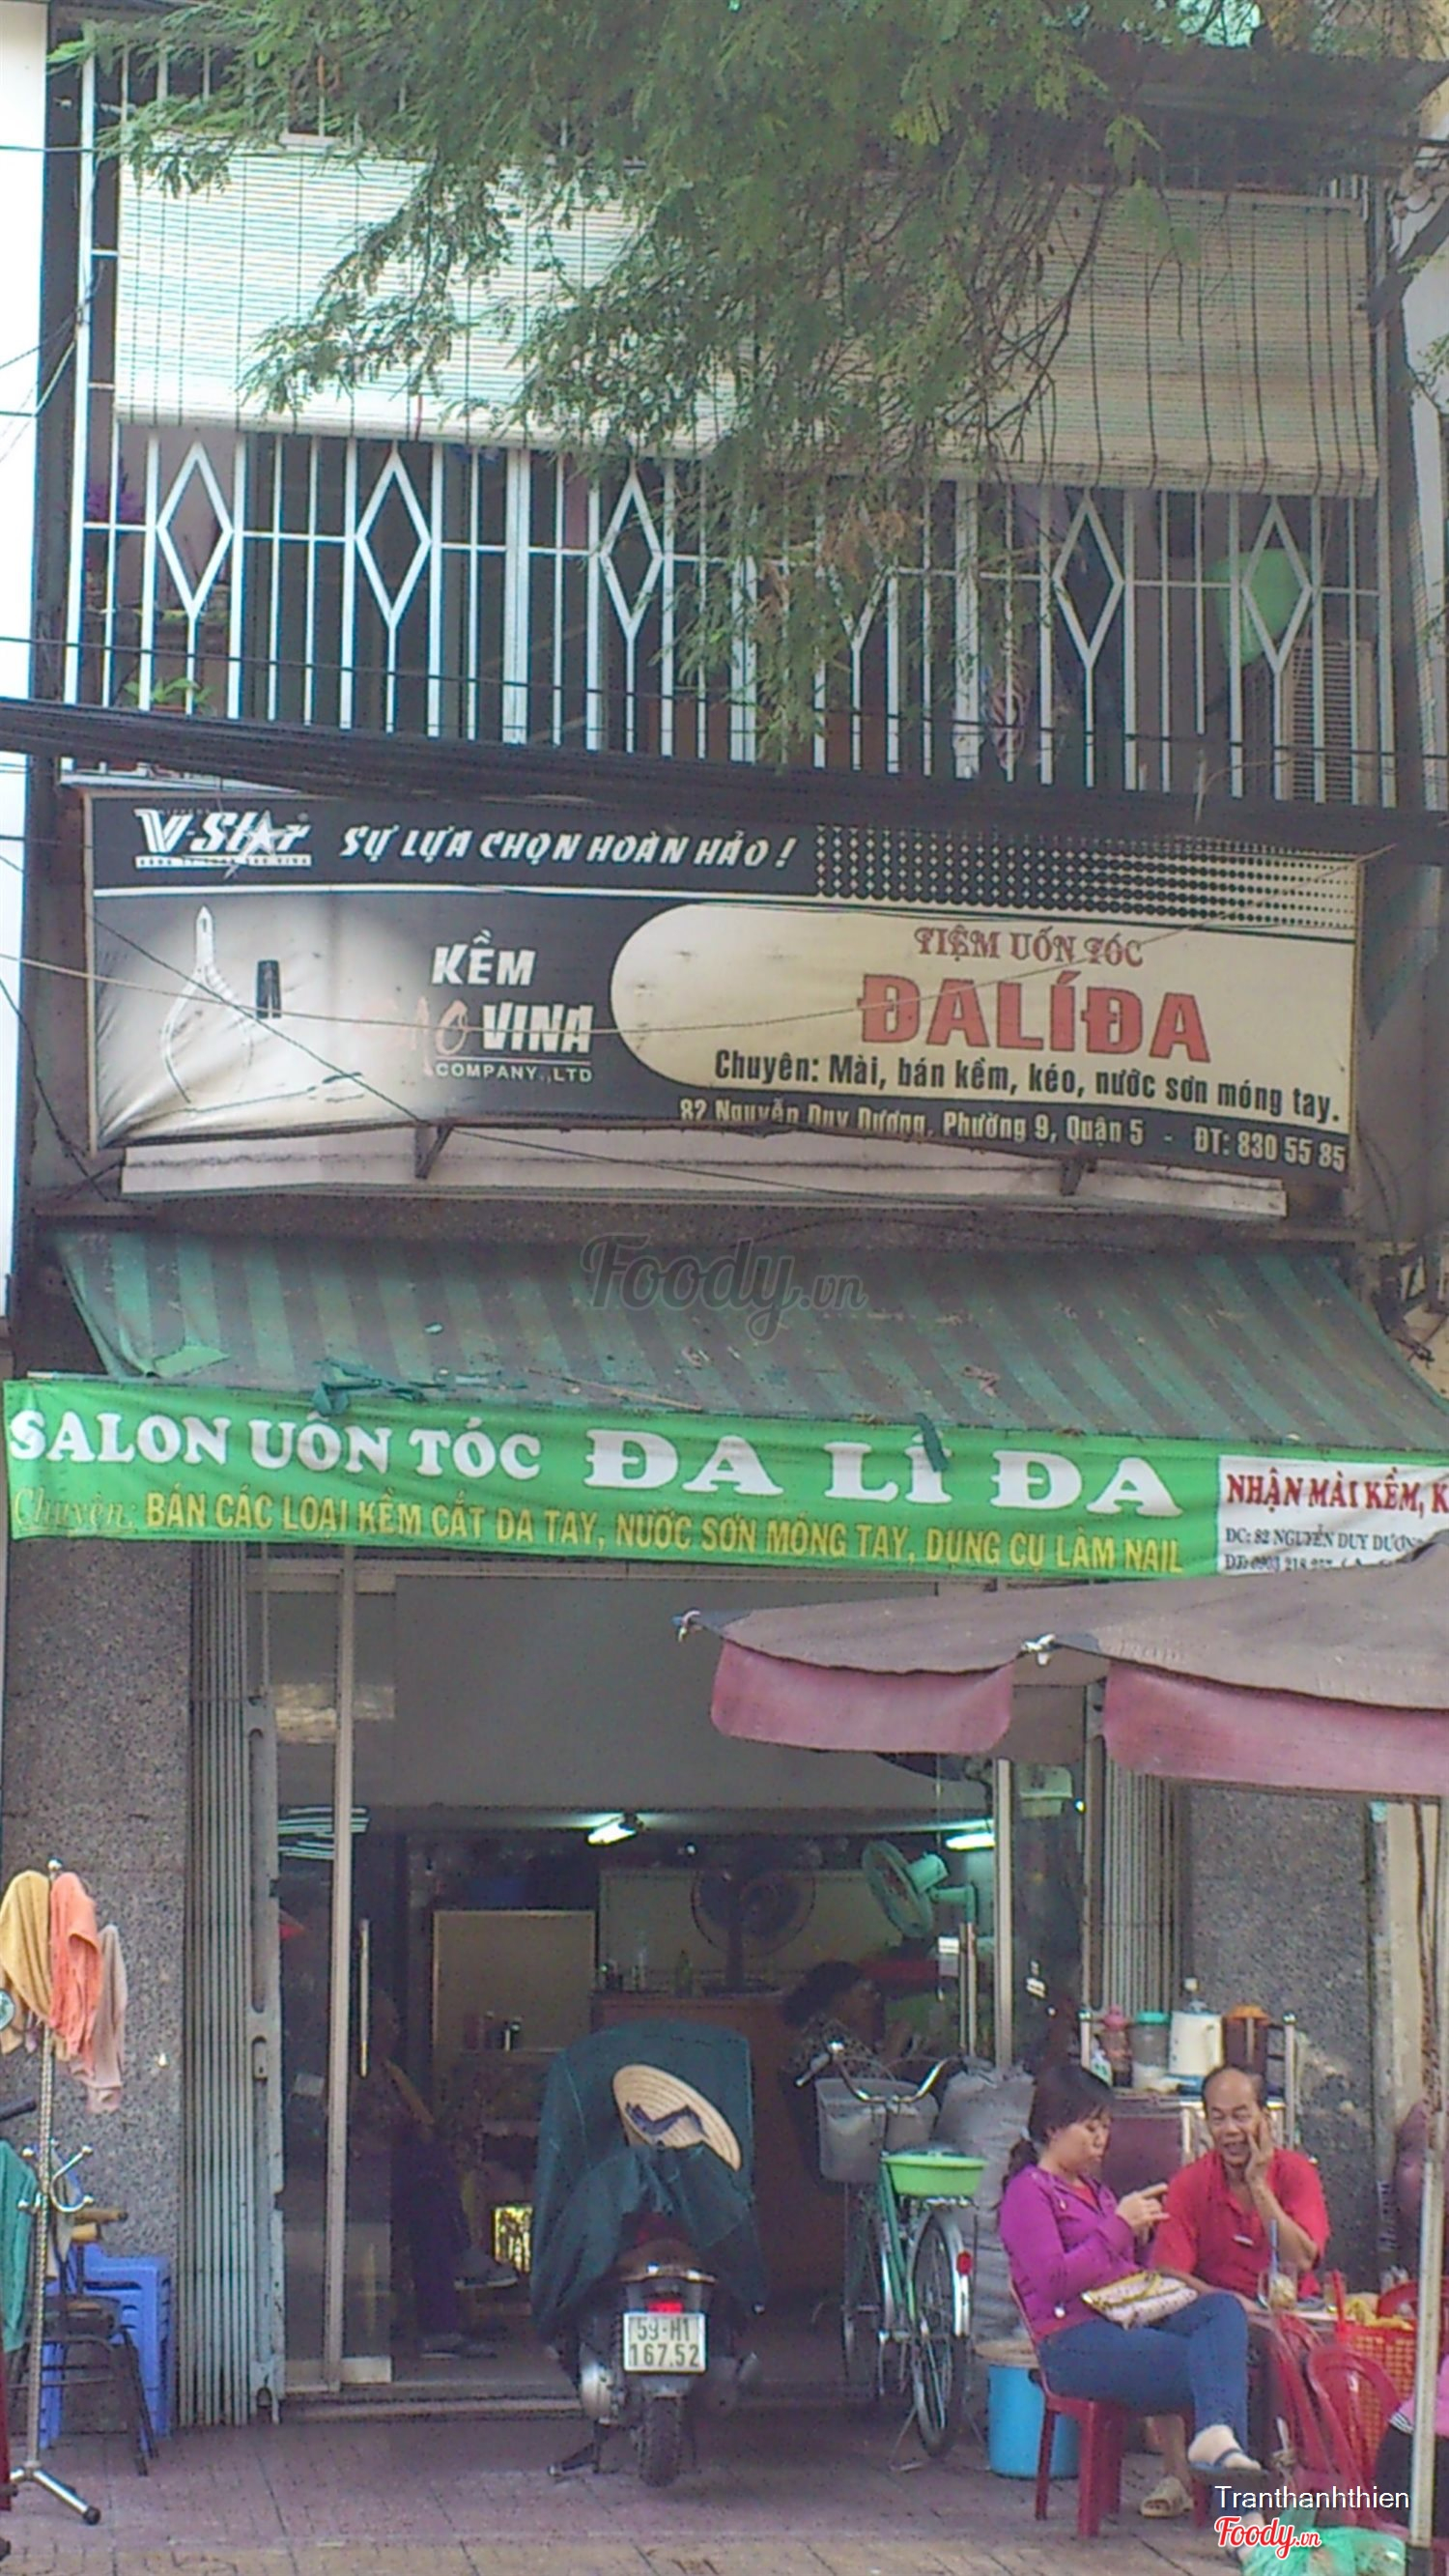 V-Star
SỰ LỰA CHỌN HOÀN HẢO !
KỀM
VINA
COMPANY.,LTD
TIỆM UỐN TÓC
ĐALÍĐA
Chuyên: Mài, bán kềm, kéo, nước sơn móng tay.
82 Nguyễn Duy Dương, Phường 9, Quận 5 - ĐT: 830 55 85
Foody.vn
SALON UỐN TÓC ĐA LÍ ĐA
Chuyên: BÁN CÁC LOẠI KỀM CẮT DA TAY, NƯỚC SƠN MÓNG TAY, DỤNG CỤ LÀM NAIL
NHẬN MÀI KỀM, K
ĐC: 82 NGUYỄN DUY DƯƠNG
59-H1
167.52
Tranthanhthien
Foody.vn